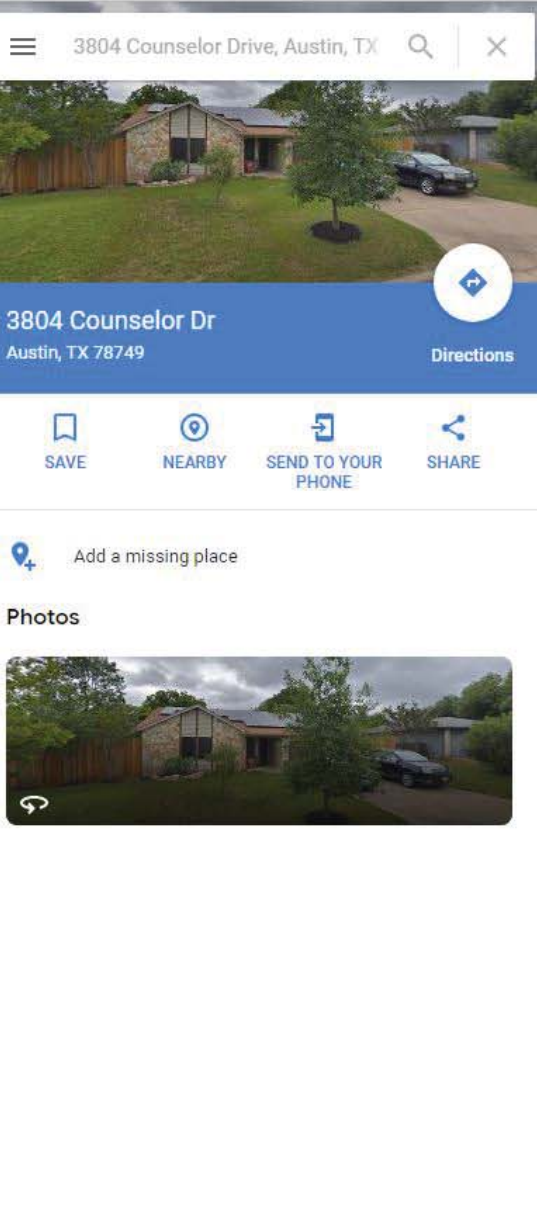 3804 Counselor Drive, Austin, TX
3804 Counselor Dr
Austin, TX 78749
Directions
SAVE
NEARBY
SEND TO YOUR
PHONE
SHARE
Add a missing place
Photos